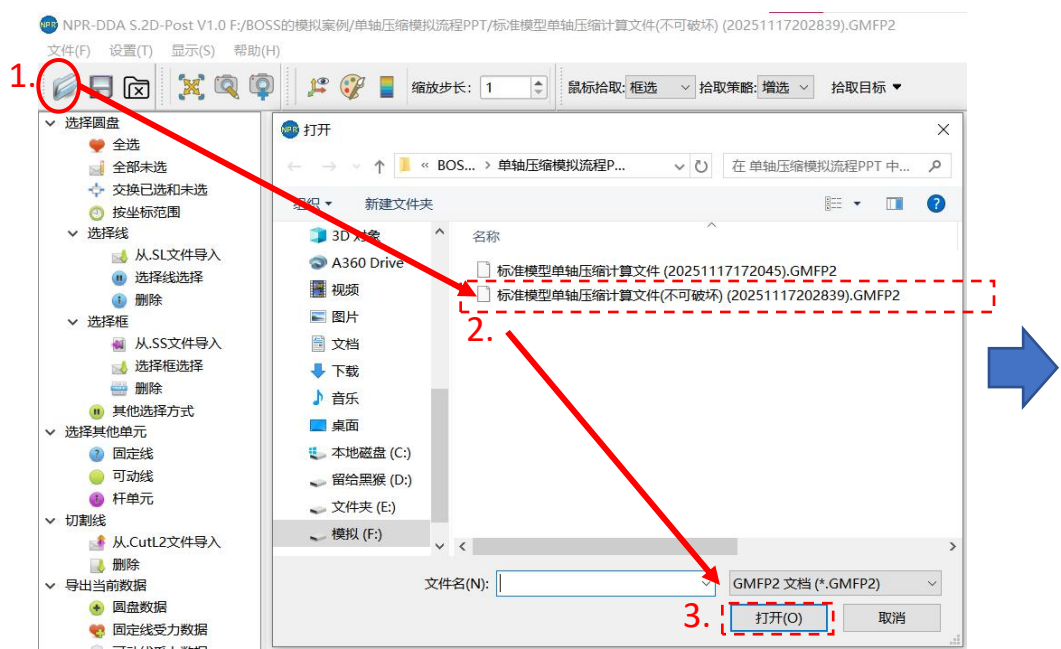 NPR-DDA S.2D-Post V1.0 F:/BOSS的模拟案例/单轴压缩模拟流程PPT/标准模型单轴压缩计算文件(不可破坏) (20251117202839).GMFP2
文件(F) 设置(T) 显示(S) 帮助(H)
1.
缩放步长: 1 鼠标拾取: 框选 拾取策略: 增选 拾取目标
选择圆盘
全选
全部未选
交换已选和未选
按坐标范围
选择线
从.SL文件导入
选择线选择
删除
选择框
从.SS文件导入
选择框选择
删除
其他选择方式
选择其他单元
固定线
可动线
杆单元
切割线
从.CutL2文件导入
删除
导出当前数据
圆盘数据
固定线受力数据
可动线受力数据
NPR 打开
« BOS... › 单轴压缩模拟流程P... 在 单轴压缩模拟流程PPT 中...
组织 新建文件夹
3D 对象
A360 Drive
视频
图片
文档
下载
音乐
桌面
本地磁盘 (C:)
留给黑猴 (D:)
文件夹 (E:)
模拟 (F:)
名称
标准模型单轴压缩计算文件 (20251117172045).GMFP2
标准模型单轴压缩计算文件(不可破坏) (20251117202839).GMFP2
2.
文件名(N): GMFP2 文档 (*.GMFP2)
3. 打开(O) 取消